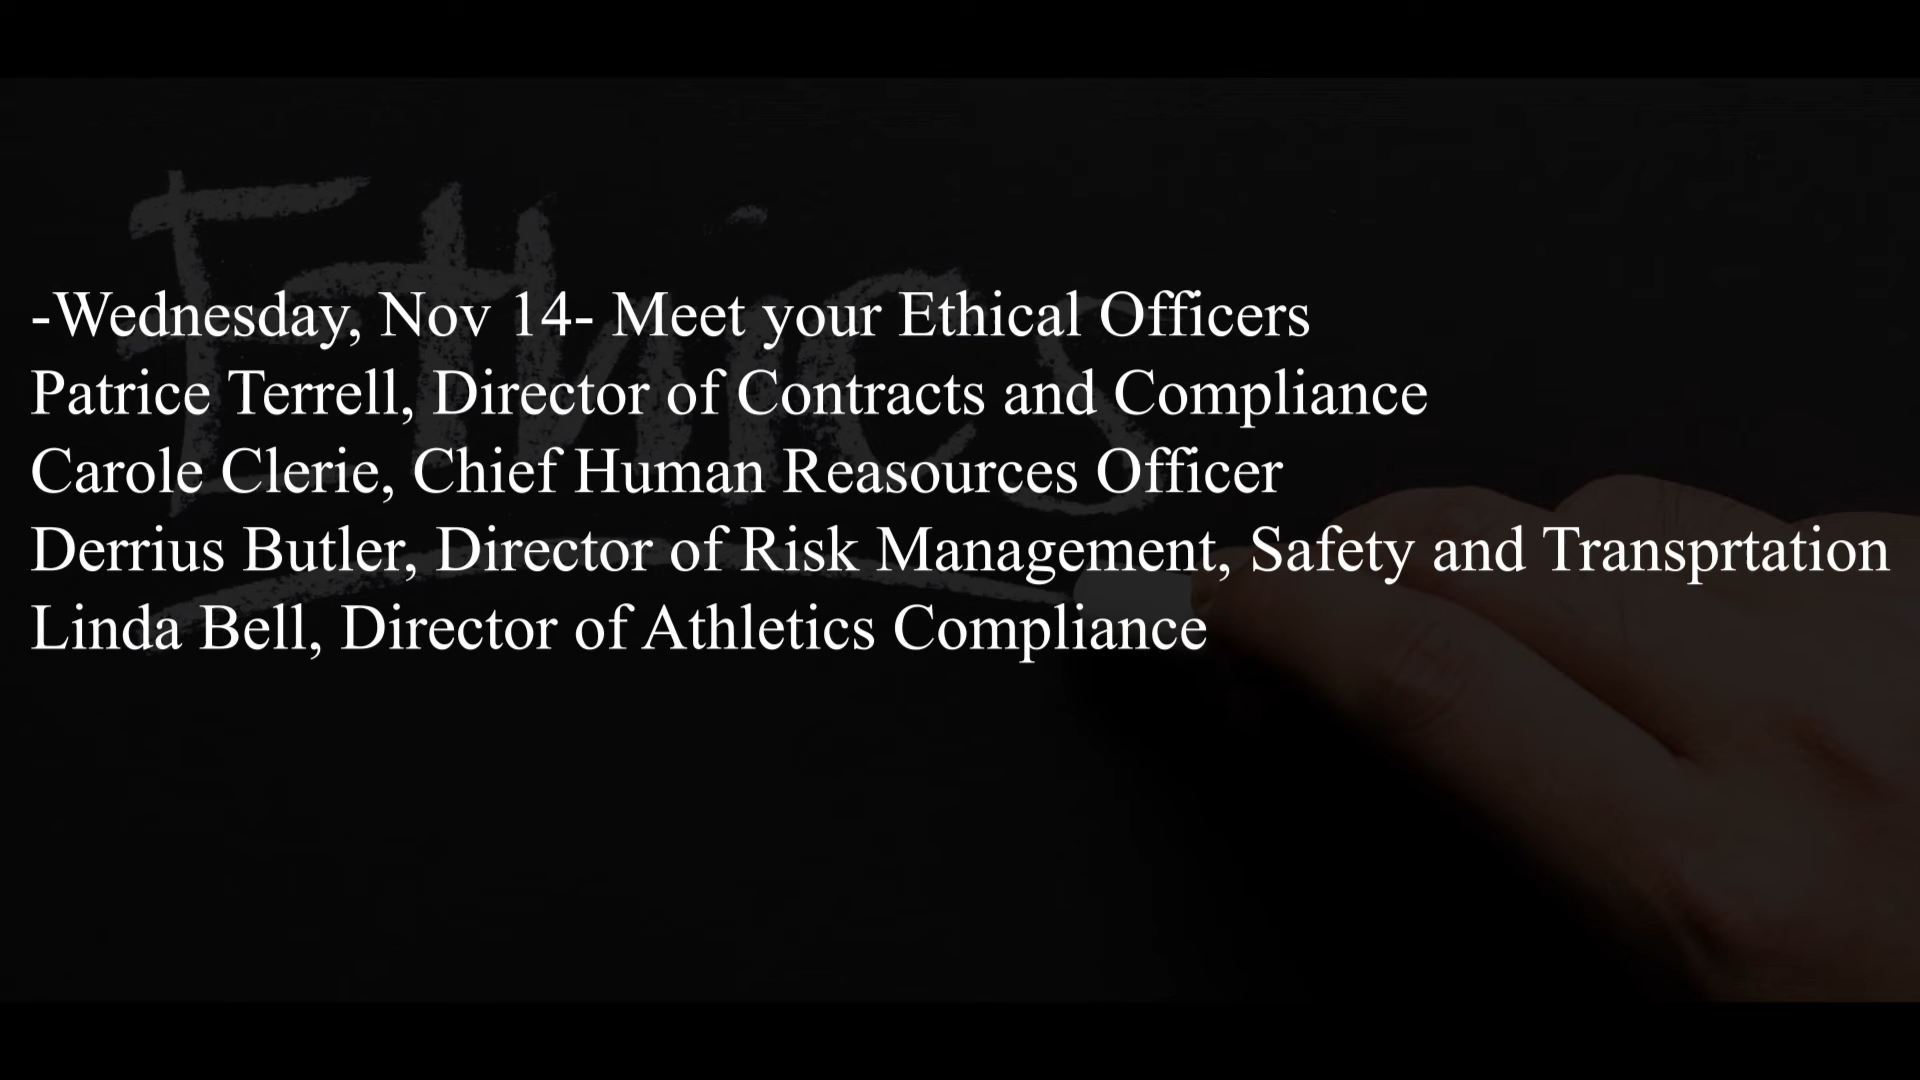 Ethics
-Wednesday, Nov 14- Meet your Ethical Officers
Patrice Terrell, Director of Contracts and Compliance
Carole Clerie, Chief Human Reasources Officer
Derrius Butler, Director of Risk Management, Safety and Transprtation
Linda Bell, Director of Athletics Compliance